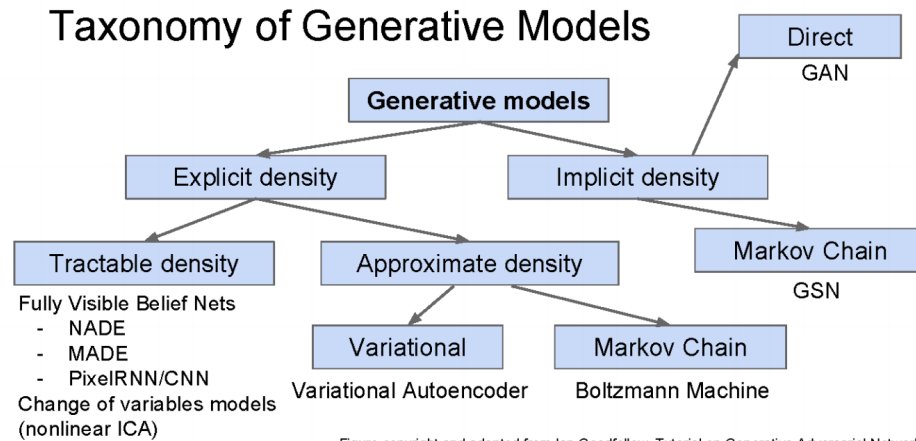 Taxonomy of Generative Models
Direct
GAN
Generative models
Explicit density
Implicit density
Tractable density
Approximate density
Markov Chain
GSN
Fully Visible Belief Nets
- NADE
- MADE
- PixelRNN/CNN
Change of variables models
(nonlinear ICA)
Variational
Variational Autoencoder
Markov Chain
Boltzmann Machine